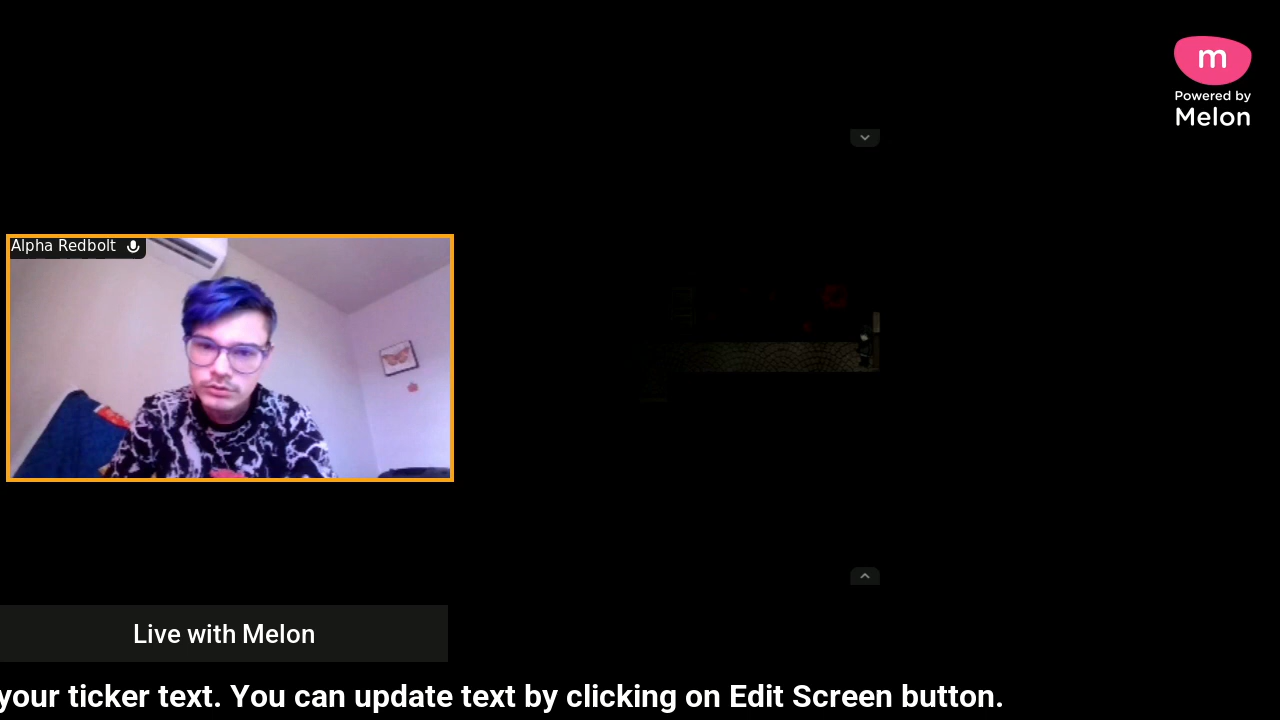 m
Powered by
Melon
Alpha Redbolt
Live with Melon
your ticker text. You can update text by clicking on Edit Screen button.